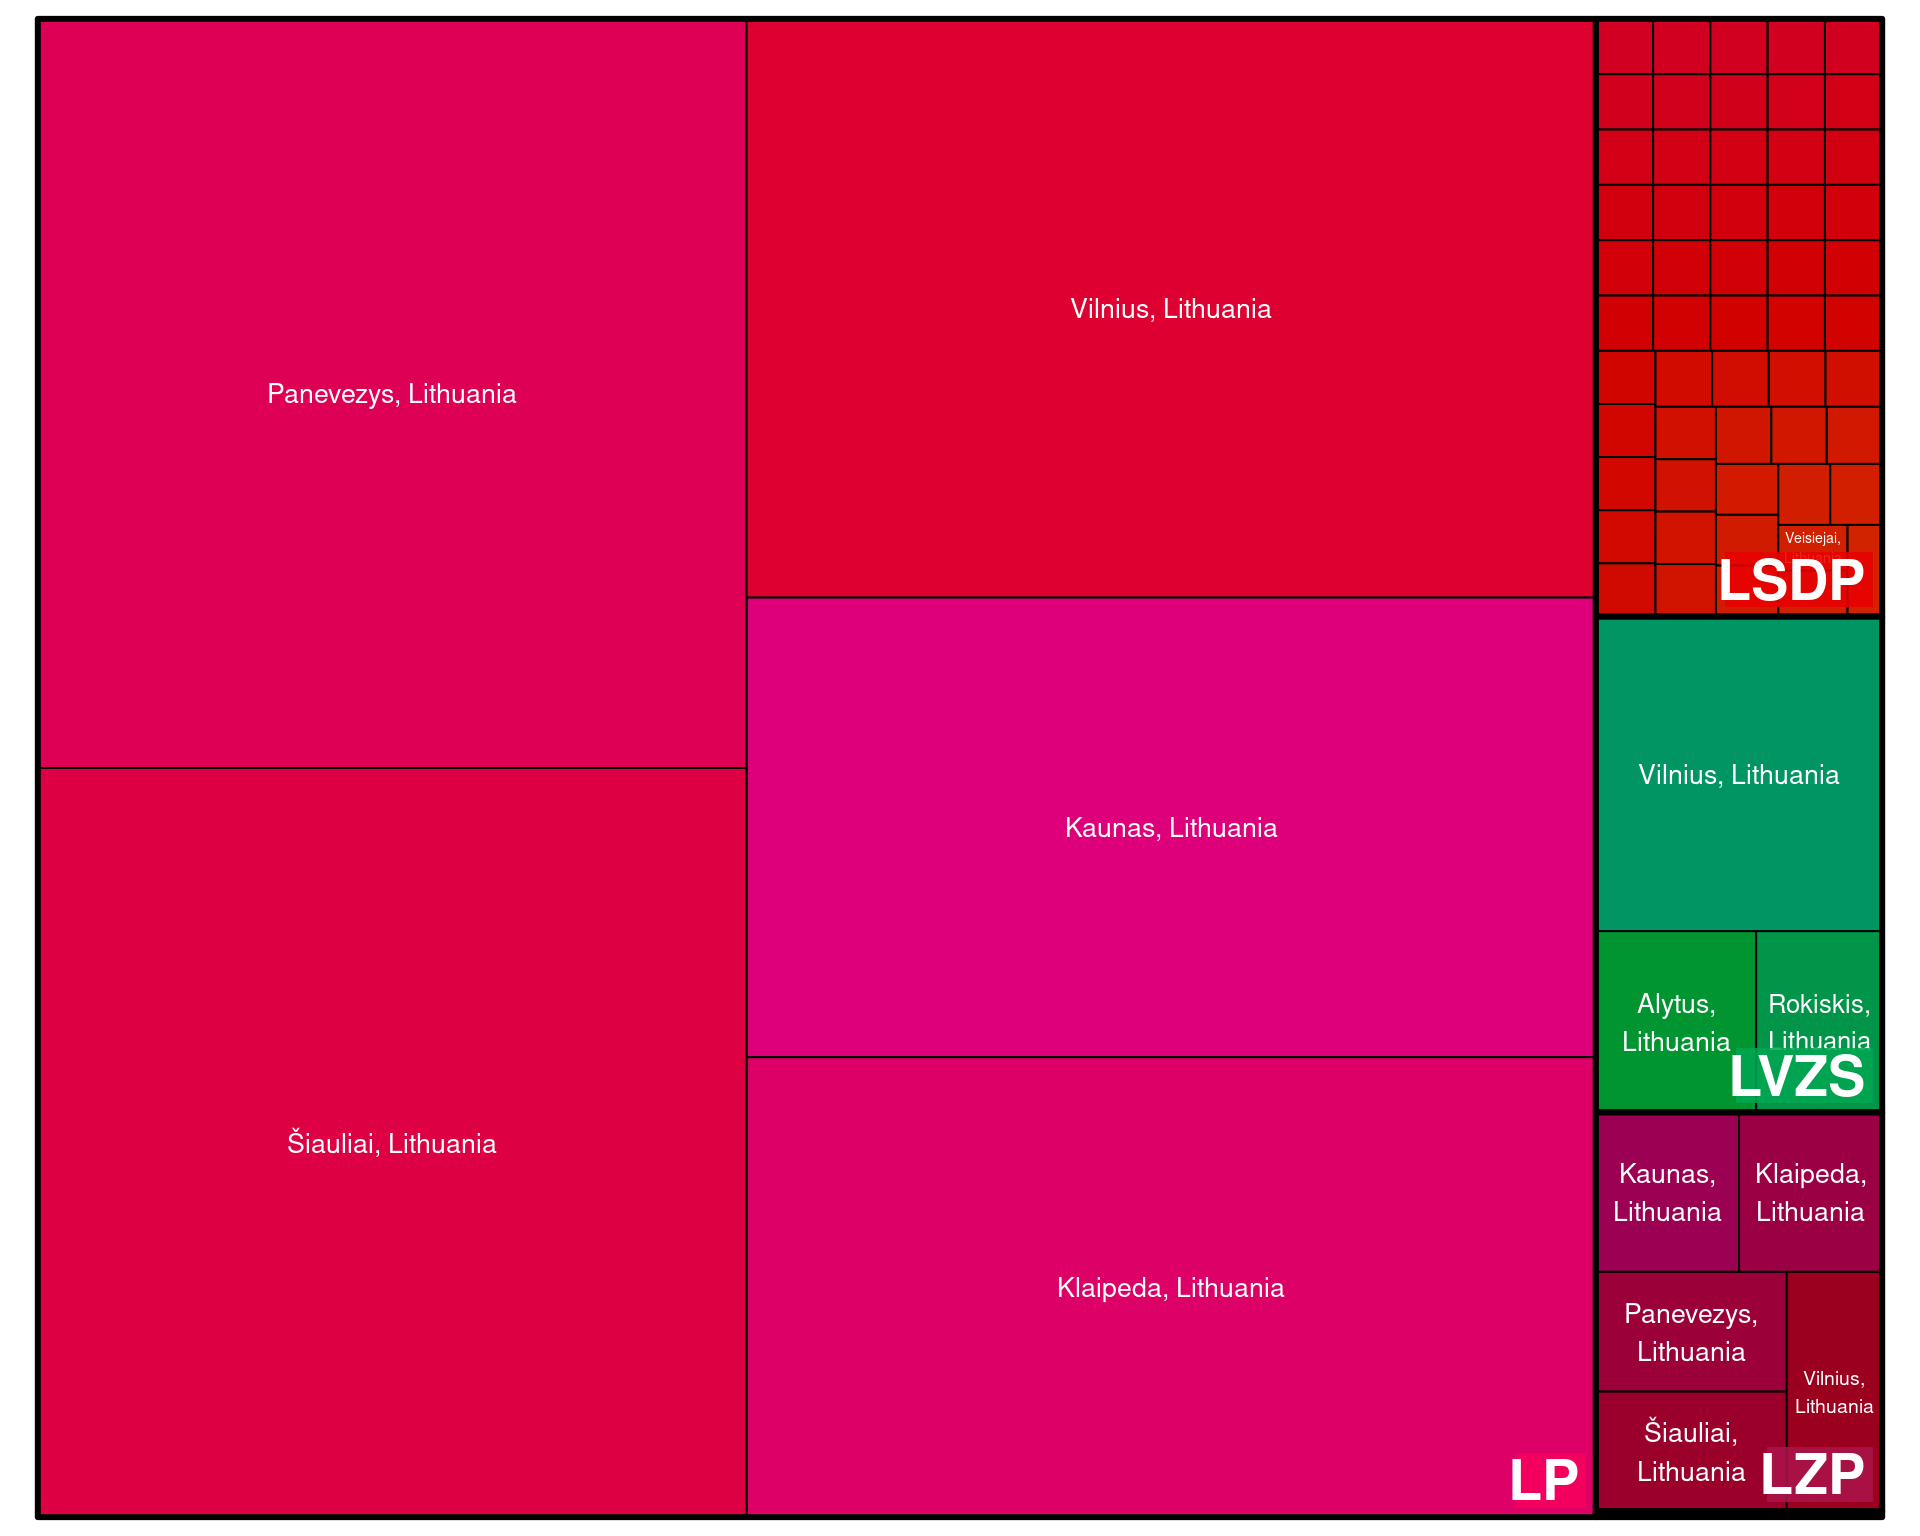 Panevezys, Lithuania
Šiauliai, Lithuania
Vilnius, Lithuania
Kaunas, Lithuania
Klaipeda, Lithuania
LP
Veisiejai,
Lithuania
LSDP
Vilnius, Lithuania
Alytus,
Lithuania
Rokiskis,
Lithuania
LVZS
Kaunas,
Lithuania
Klaipeda,
Lithuania
Panevezys,
Lithuania
Šiauliai,
Lithuania
Vilnius,
Lithuania
LZP